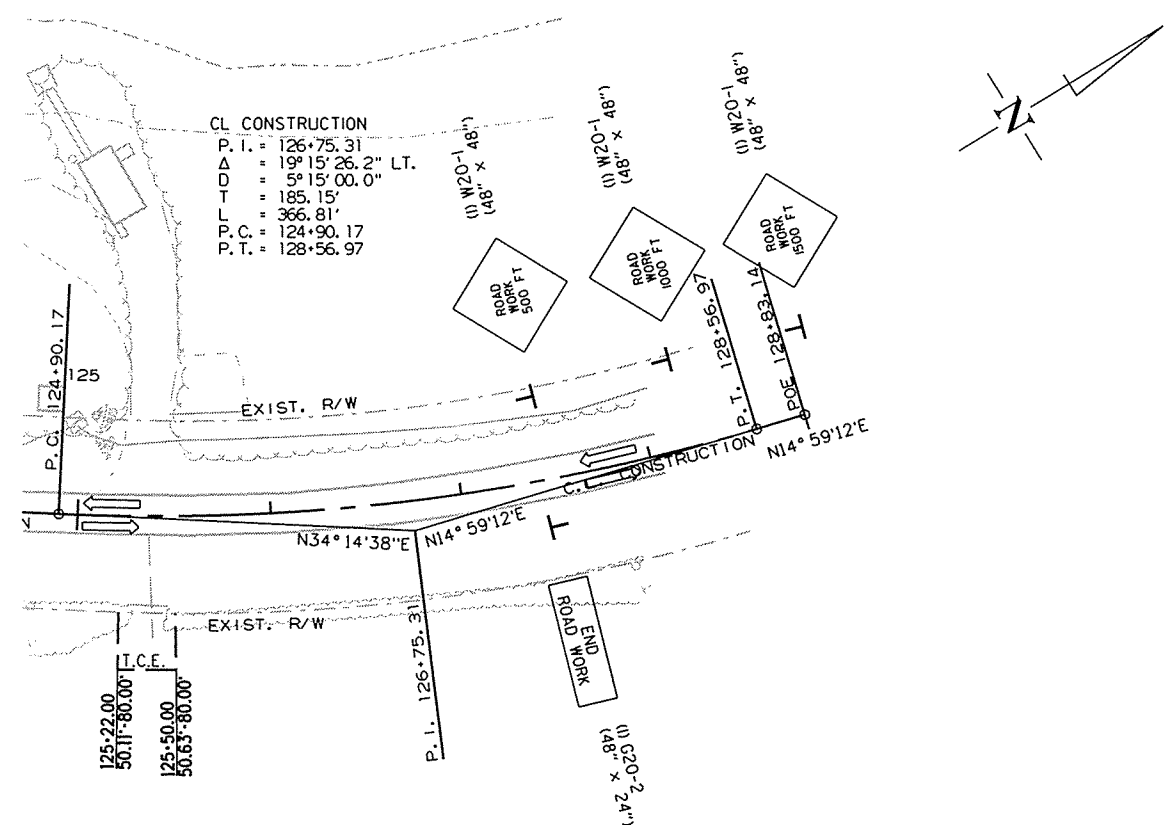 CL CONSTRUCTION
P.I. = 126+75.31
Δ = 19°15'26.2" LT.
D = 5°15'00.0"
T = 185.15'
L = 366.81'
P.C. = 124+90.17
P.T. = 128+56.97
(1) W20-1
(48" x 48")
(1) W20-1
(48" x 48")
(1) W20-1
(48" x 48")
N
ROAD
WORK
500 FT
ROAD
WORK
1000 FT
ROAD
WORK
1500 FT
P.C. 124+90.17
125
EXIST. R/W
P.T. 128+56.97
POE 128+83.14
N14°59'12"E
C.L. CONSTRUCTION
N
N34°14'38"E
N14°59'12"E
EXIST. R/W
P.I. 126+75.31
END
ROAD WORK
(1) G20-2
(48" x 24")
T.C.E.
125+22.00
50.11'-80.00'
125+50.00
50.63'-80.00'